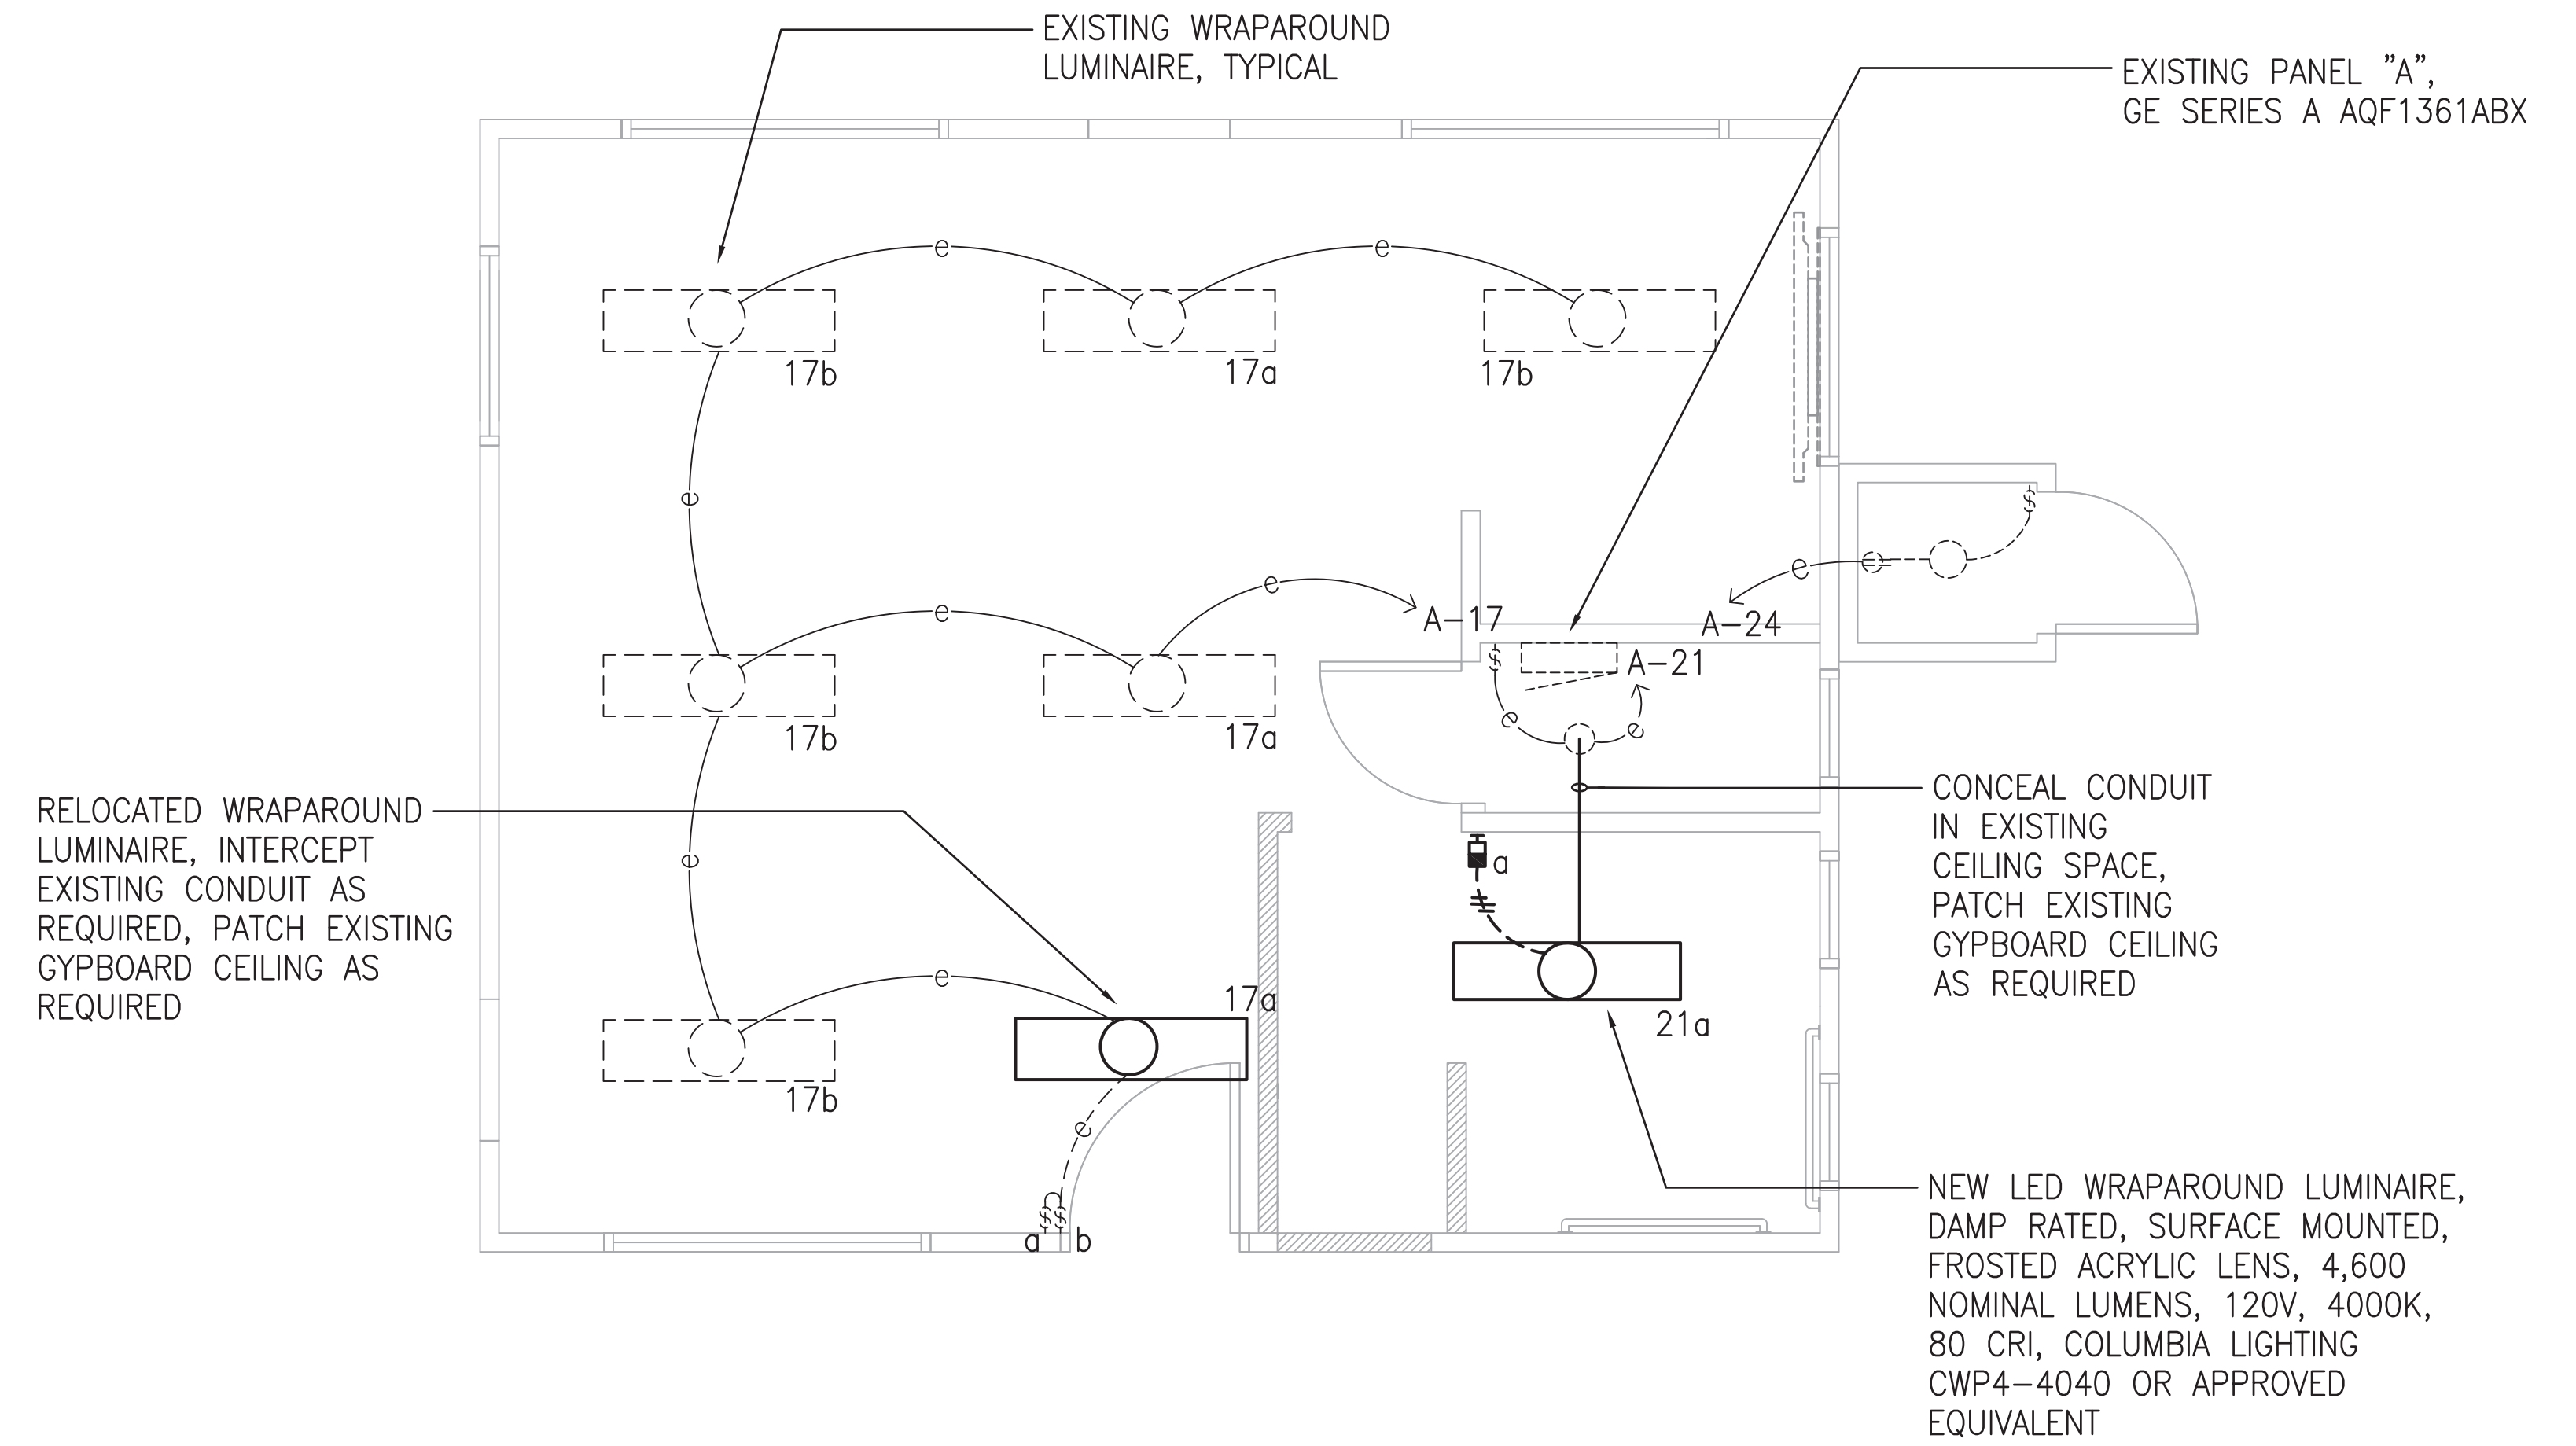 EXISTING WRAPAROUND
LUMINAIRE, TYPICAL
EXISTING PANEL "A",
GE SERIES A AQF1361ABX
e
e
17b
17a
17b
e
$
e
e
e
A-17
A-24
$
A-21
e
e
17b
17a
RELOCATED WRAPAROUND
LUMINAIRE, INTERCEPT
EXISTING CONDUIT AS
REQUIRED, PATCH EXISTING
GYPBOARD CEILING AS
REQUIRED
e
a
CONCEAL CONDUIT
IN EXISTING
CEILING SPACE,
PATCH EXISTING
GYPBOARD CEILING
AS REQUIRED
e
17a
21a
17b
e
$$
a b
NEW LED WRAPAROUND LUMINAIRE,
DAMP RATED, SURFACE MOUNTED,
FROSTED ACRYLIC LENS, 4,600
NOMINAL LUMENS, 120V, 4000K,
80 CRI, COLUMBIA LIGHTING
CWP4-4040 OR APPROVED
EQUIVALENT